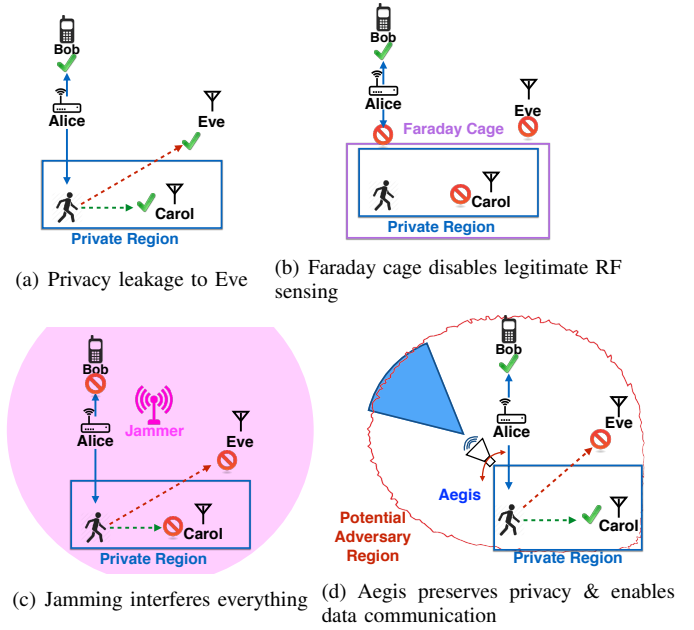 Bob
Alice
Eve
Carol
Private Region
(a) Privacy leakage to Eve
Bob
Alice
Eve
Faraday Cage
Carol
Private Region
(b) Faraday cage disables legitimate RF
sensing
Bob
Jammer
Alice
Eve
Carol
Private Region
(c) Jamming interferes everything
Bob
Alice
Eve
Aegis
Potential
Adversary
Region
Carol
Private Region
(d) Aegis preserves privacy & enables
data communication